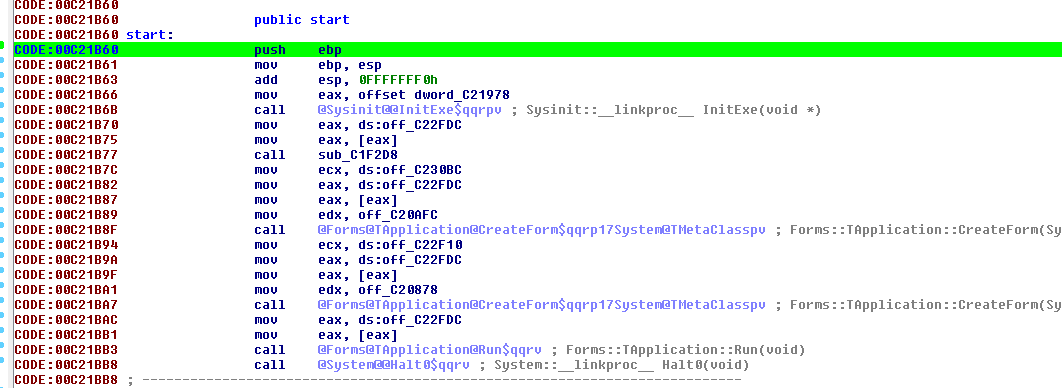 CODE:00C21B60
CODE:00C21B60 public start
CODE:00C21B60 start:
CODE:00C21B60 push ebp
CODE:00C21B61 mov ebp, esp
CODE:00C21B63 add esp, 0FFFFFFF0h
CODE:00C21B66 mov eax, offset dword_C21978
CODE:00C21B6B call @Sysinit@@InitExe$qqrpv ; Sysinit::__linkproc__ InitExe(void *)
CODE:00C21B70 mov eax, ds:off_C22FDC
CODE:00C21B75 mov eax, [eax]
CODE:00C21B77 call sub_C1F2D8
CODE:00C21B7C mov ecx, ds:off_C230BC
CODE:00C21B82 mov eax, ds:off_C22FDC
CODE:00C21B87 mov eax, [eax]
CODE:00C21B89 mov edx, off_C20AFC
CODE:00C21B8F call @Forms@TApplication@CreateForm$qqrp17System@TMetaClasspv ; Forms::TApplication::CreateForm(Sy
CODE:00C21B94 mov ecx, ds:off_C22F10
CODE:00C21B9A mov eax, ds:off_C22FDC
CODE:00C21B9F mov eax, [eax]
CODE:00C21BA1 mov edx, off_C20878
CODE:00C21BA7 call @Forms@TApplication@CreateForm$qqrp17System@TMetaClasspv ; Forms::TApplication::CreateForm(Sy
CODE:00C21BAC mov eax, ds:off_C22FDC
CODE:00C21BB1 mov eax, [eax]
CODE:00C21BB3 call @Forms@TApplication@Run$qqrv ; Forms::TApplication::Run(void)
CODE:00C21BB8 call @System@@Halt0$qqrv ; System::__linkproc__ Halt0(void)
CODE:00C21BB8 ; ---------------------------------------------------------------------------